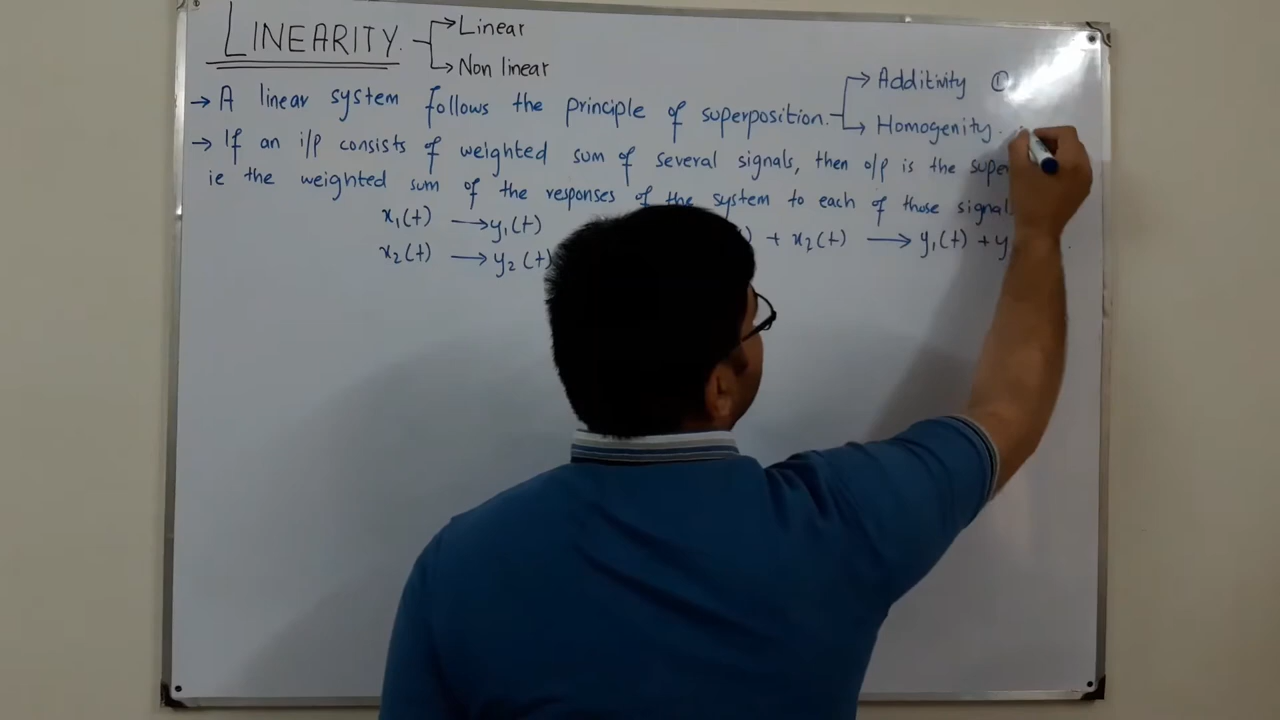 LINEARITY. → Linear
→ Non linear
→ A linear system follows the principle of superposition. → Additivity ①
→ Homogenity.
→ If an i/p consists of weighted sum of several signals, then o/p is the
ie the weighted sum of the responses of the system to each of those
x₁(t) → y₁(t)
+ x₂(t) → y₁(t) +
x₂(t) → y₂(t)